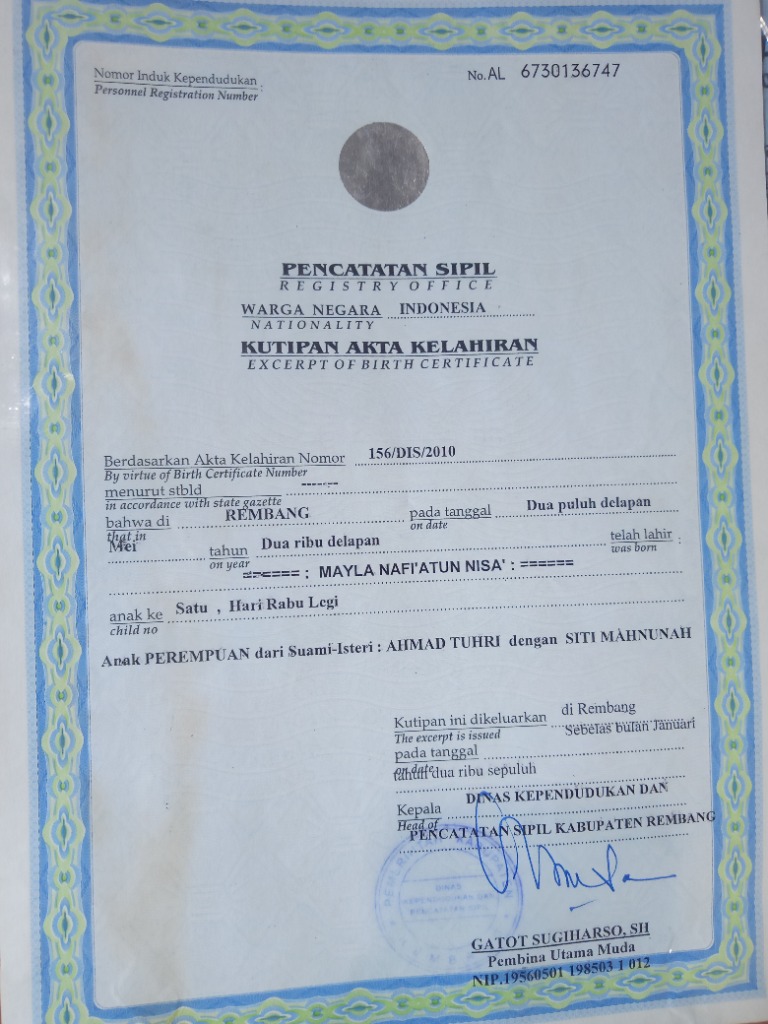 Nomor Induk Kependudukan :
Personnel Registration Number
No. AL 6730136747
PENCATATAN SIPIL
REGISTRY OFFICE
WARGA NEGARA INDONESIA
NATIONALITY
KUTIPAN AKTA KELAHIRAN
EXCERPT OF BIRTH CERTIFICATE
Berdasarkan Akta Kelahiran Nomor 156/DIS/2010
By virtue of Birth Certificate Number
menurut stbld -------
in accordance with state gazette
bahwa di REMBANG pada tanggal Dua puluh delapan
that in on date
Mei tahun Dua ribu delapan telah lahir :
on year was born
====== : MAYLA NAFI'ATUN NISA' : ======
anak ke Satu , Hari Rabu Legi
child no
Anak PEREMPUAN dari Suami-Isteri : AHMAD TUHRI dengan SITI MAHNUNAH
Kutipan ini dikeluarkan di Rembang
The excerpt is issued Sebelas bulan Januari
pada tanggal
on date
tahun dua ribu sepuluh
Kepala DINAS KEPENDUDUKAN DAN
Head of
PENCATATAN SIPIL KABUPATEN REMBANG
DINAS
KEPENDUDUKAN DAN
PENCATATAN SIPIL
GATOT SUGIHARSO, SH
Pembina Utama Muda
NIP.19560501 198503 1 012